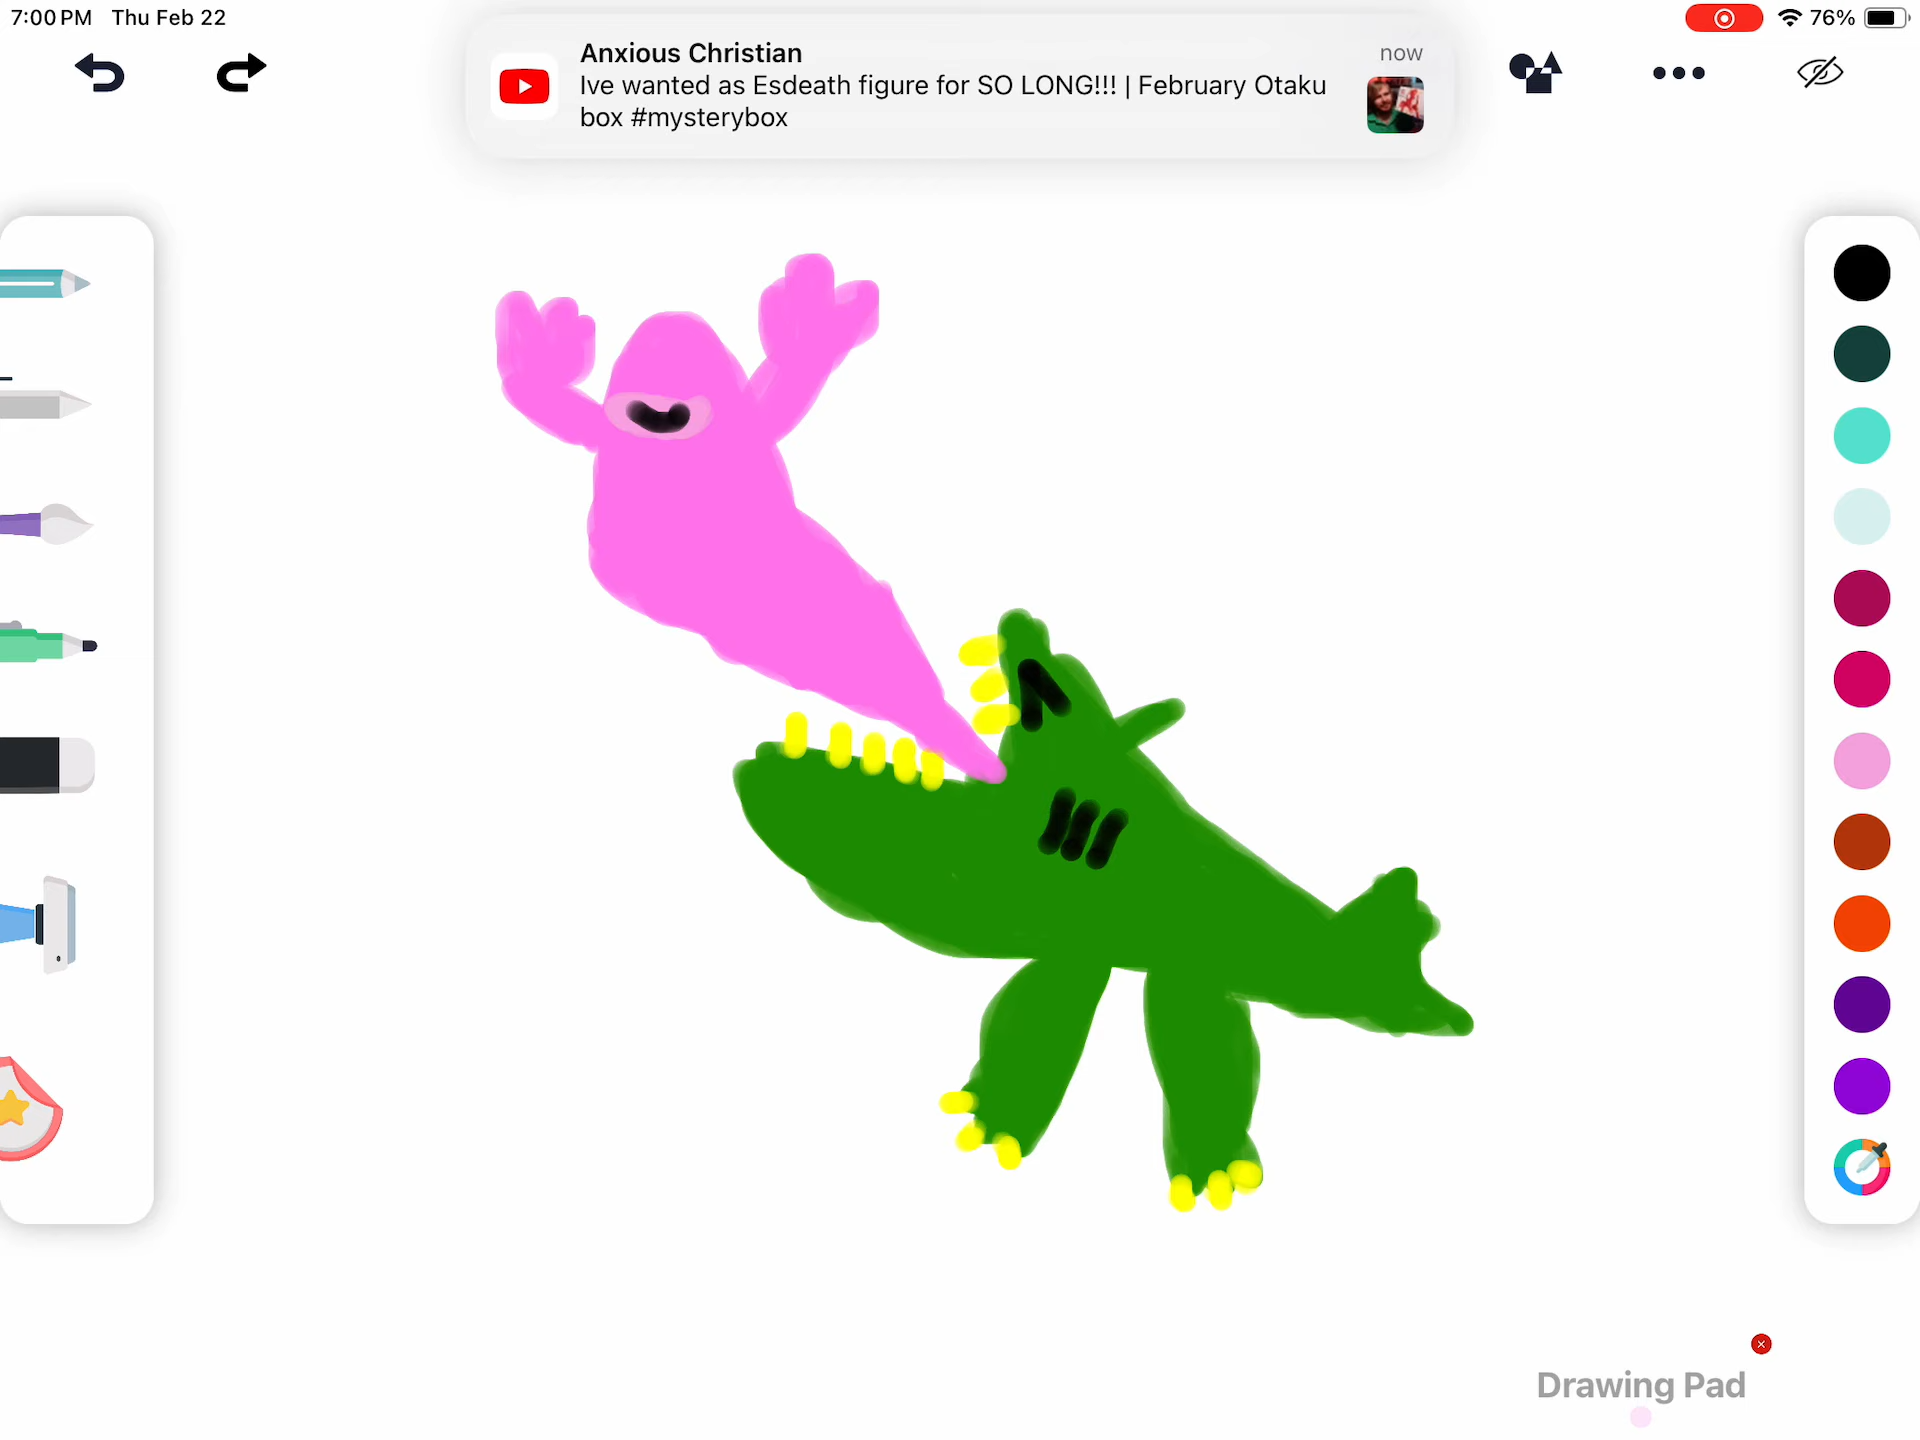 7:00 PM Thu Feb 22
76%
Anxious Christian
now
Ive wanted as Esdeath figure for SO LONG!!! | February Otaku
box #mysterybox
Drawing Pad